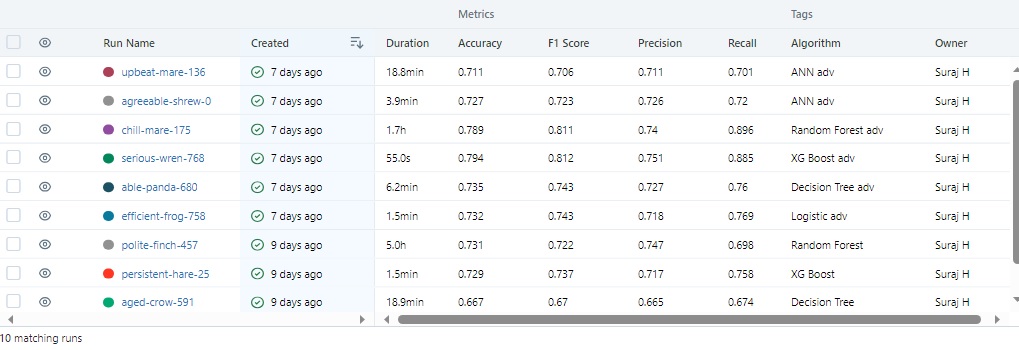 Metrics Tags
Run Name Created Duration Accuracy F1 Score Precision Recall Algorithm Owner
upbeat-mare-136 7 days ago 18.8min 0.711 0.706 0.711 0.701 ANN adv Suraj H
agreeable-shrew-0 7 days ago 3.9min 0.727 0.723 0.726 0.72 ANN adv Suraj H
chill-mare-175 7 days ago 1.7h 0.789 0.811 0.74 0.896 Random Forest adv Suraj H
serious-wren-768 7 days ago 55.0s 0.794 0.812 0.751 0.885 XG Boost adv Suraj H
able-panda-680 7 days ago 6.2min 0.735 0.743 0.727 0.76 Decision Tree adv Suraj H
efficient-frog-758 7 days ago 1.5min 0.732 0.743 0.718 0.769 Logistic adv Suraj H
polite-finch-457 9 days ago 5.0h 0.731 0.722 0.747 0.698 Random Forest Suraj H
persistent-hare-25 9 days ago 1.5min 0.729 0.737 0.717 0.758 XG Boost Suraj H
aged-crow-591 9 days ago 18.9min 0.667 0.67 0.665 0.674 Decision Tree Suraj H
10 matching runs